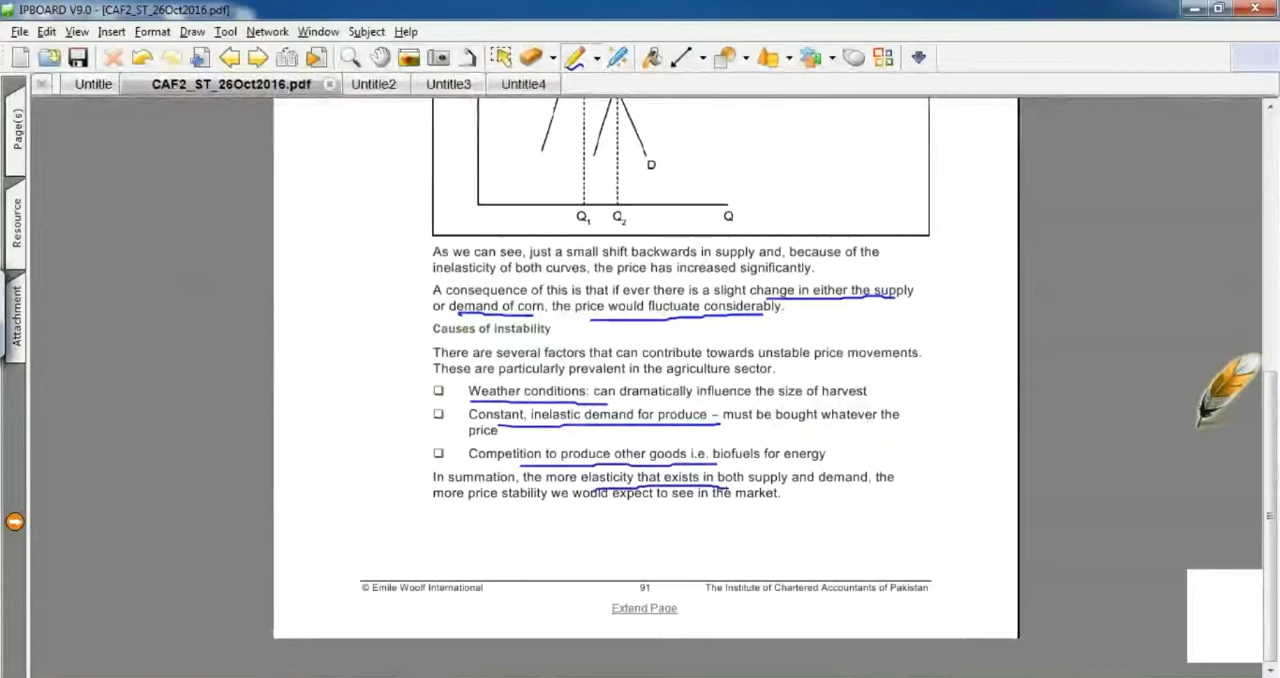 IPBOARD V9.0 - [CAF2_ST_26Oct2016.pdf]
File Edit View Insert Format Draw Tool Network Window Subject Help
Untitle CAF2_ST_26Oct2016.pdf Untitle2 Untitle3 Untitle4
Page(s)
Resource
Attachment
D
Q1 Q2 Q
As we can see, just a small shift backwards in supply and, because of the
inelasticity of both curves, the price has increased significantly.
A consequence of this is that if ever there is a slight change in either the supply
or demand of corn, the price would fluctuate considerably.
Causes of instability
There are several factors that can contribute towards unstable price movements.
These are particularly prevalent in the agriculture sector.
❑ Weather conditions: can dramatically influence the size of harvest
❑ Constant, inelastic demand for produce – must be bought whatever the
price
❑ Competition to produce other goods i.e. biofuels for energy
In summation, the more elasticity that exists in both supply and demand, the
more price stability we would expect to see in the market.
© Emile Woolf International 91 The Institute of Chartered Accountants of Pakistan
Extend Page